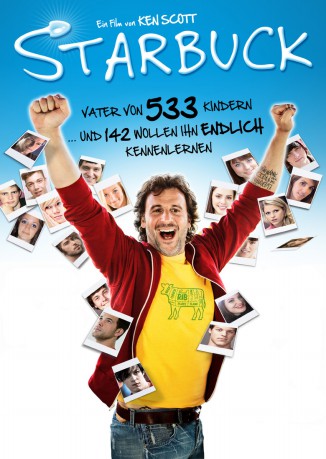 Ein Film von KEN SCOTT
STARBUCK
VATER VON 533 KINDERN
... UND 142 WOLLEN IHN ENDLICH
KENNENLERNEN